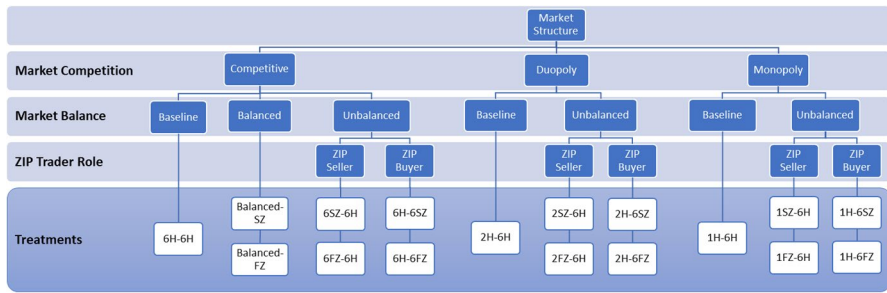 Market
Structure
Market Competition
Competitive
Duopoly
Monopoly
Market Balance
Baseline
Balanced
Unbalanced
Baseline
Unbalanced
Baseline
Unbalanced
ZIP Trader Role
ZIP
Seller
ZIP
Buyer
ZIP
Seller
ZIP
Buyer
ZIP
Seller
ZIP
Buyer
Treatments
6H-6H
Balanced-
SZ
Balanced-
FZ
6SZ-6H
6FZ-6H
6H-6SZ
6H-6FZ
2H-6H
2SZ-6H
2FZ-6H
2H-6SZ
2H-6FZ
1H-6H
1SZ-6H
1FZ-6H
1H-6SZ
1H-6FZ